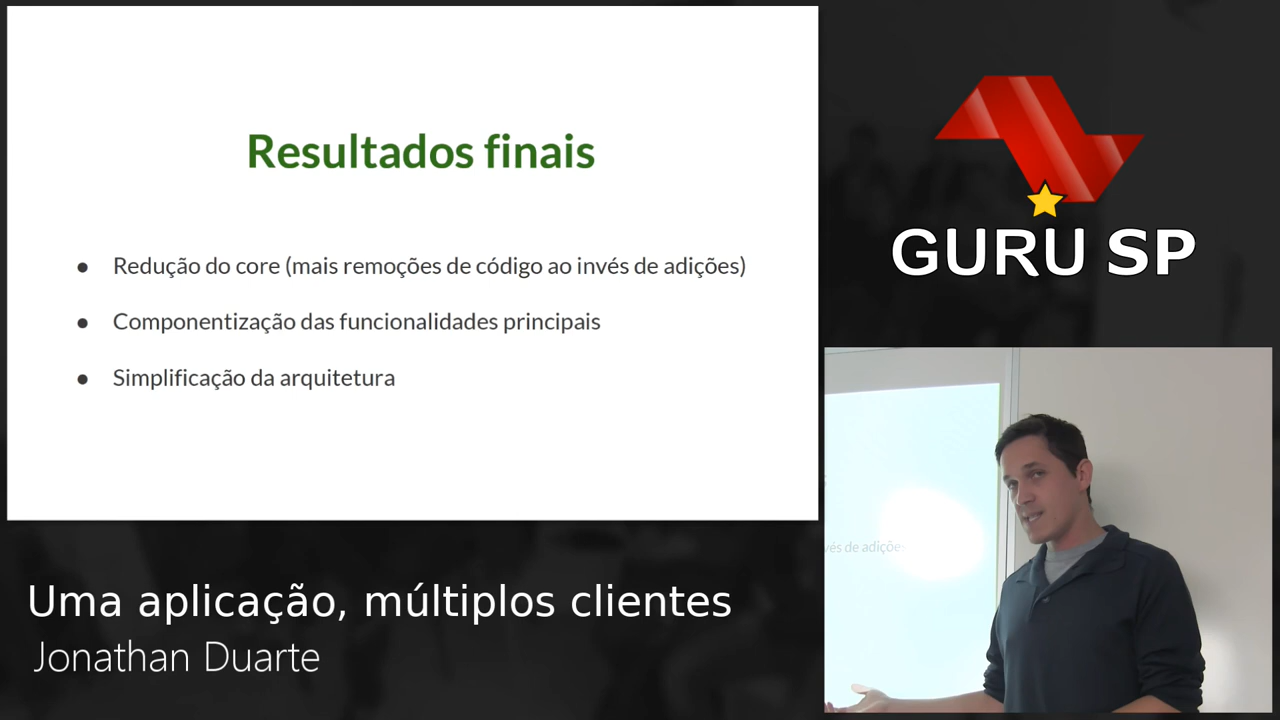 Resultados finais
● Redução do core (mais remoções de código ao invés de adições)
● Componentização das funcionalidades principais
● Simplificação da arquitetura
GURU SP
vés de adições
Uma aplicação, múltiplos clientes
Jonathan Duarte